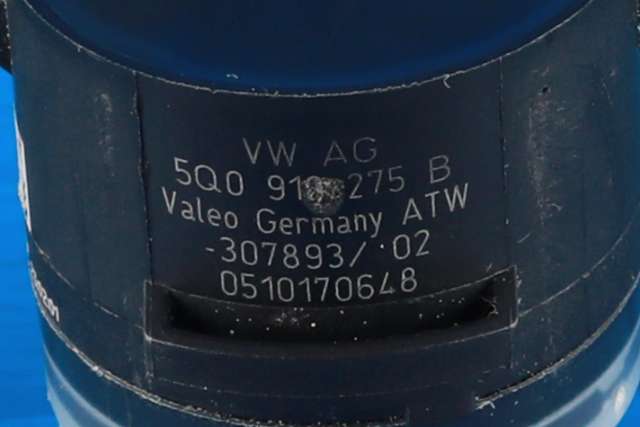 VW AG
5Q0 275 B
Valeo Germany ATW
-307893/ 02
0510170648